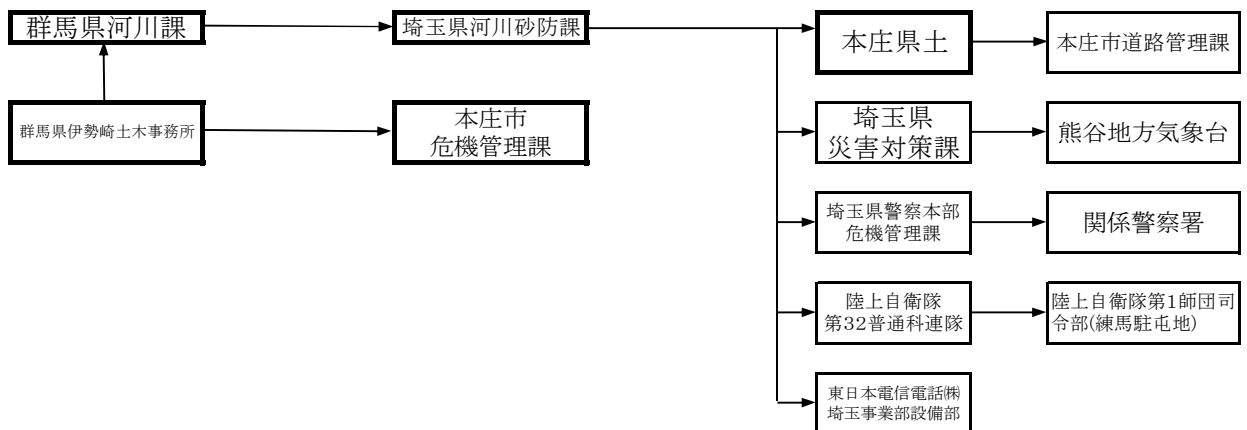 群馬県河川課
埼玉県河川砂防課
本庄県土
本庄市道路管理課
群馬県伊勢崎土木事務所
本庄市
危機管理課
埼玉県
災害対策課
熊谷地方気象台
埼玉県警察本部
危機管理課
関係警察署
陸上自衛隊
第32普通科連隊
陸上自衛隊第1師団司
令部(練馬駐屯地)
東日本電信電話㈱
埼玉事業部設備部